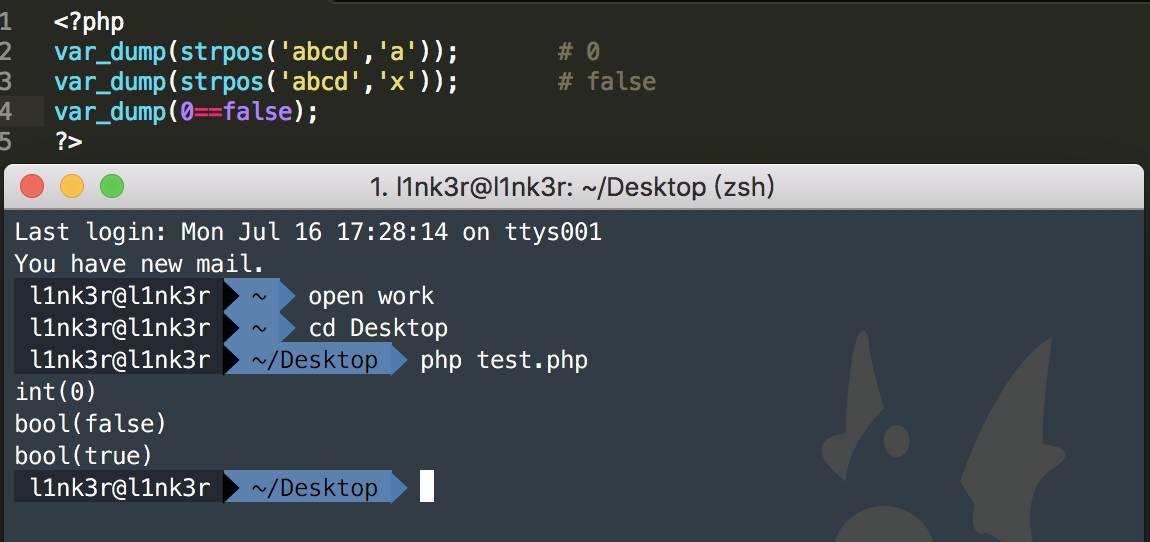 1 <?php
2 var_dump(strpos('abcd','a')); # 0
3 var_dump(strpos('abcd','x')); # false
4 var_dump(0==false);
5 ?>
1. l1nk3r@l1nk3r: ~/Desktop (zsh)
Last login: Mon Jul 16 17:28:14 on ttys001
You have new mail.
l1nk3r@l1nk3r ~ open work
l1nk3r@l1nk3r ~ cd Desktop
l1nk3r@l1nk3r ~/Desktop php test.php
int(0)
bool(false)
bool(true)
l1nk3r@l1nk3r ~/Desktop